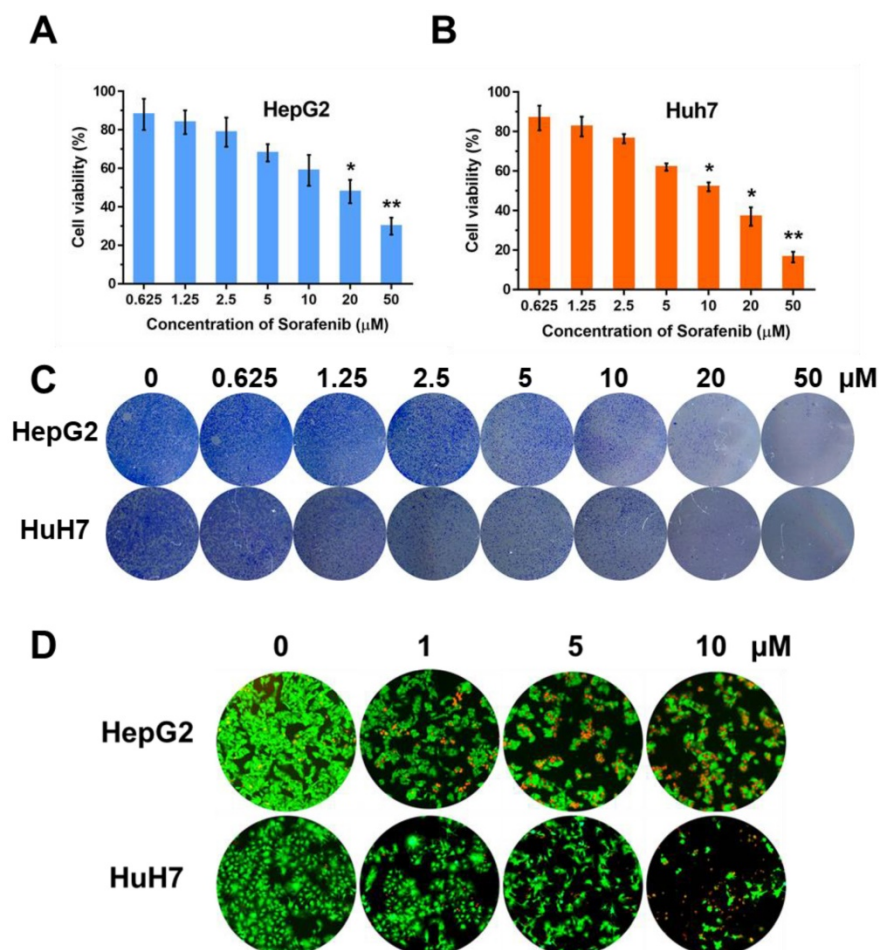 A
B
HepG2
Huh7
Cell viability (%)
100
80
60
40
20
0
*
**
0.625 1.25 2.5 5 10 20 50
Concentration of Sorafenib (μM)
Cell viability (%)
100
80
60
40
20
0
*
*
**
0.625 1.25 2.5 5 10 20 50
Concentration of Sorafenib (μM)
C
0 0.625 1.25 2.5 5 10 20 50 μM
HepG2
HuH7
D
0 1 5 10 μM
HepG2
HuH7